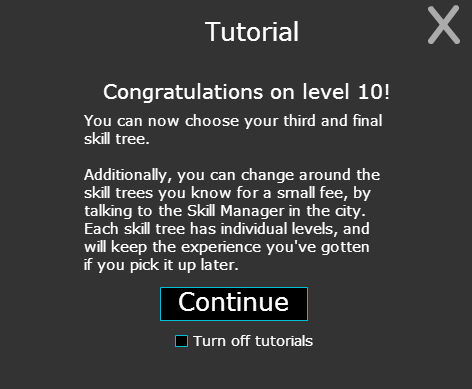 Tutorial
Congratulations on level 10!
You can now choose your third and final
skill tree.
Additionally, you can change around the
skill trees you know for a small fee, by
talking to the Skill Manager in the city.
Each skill tree has individual levels, and
will keep the experience you've gotten
if you pick it up later.
Continue
Turn off tutorials